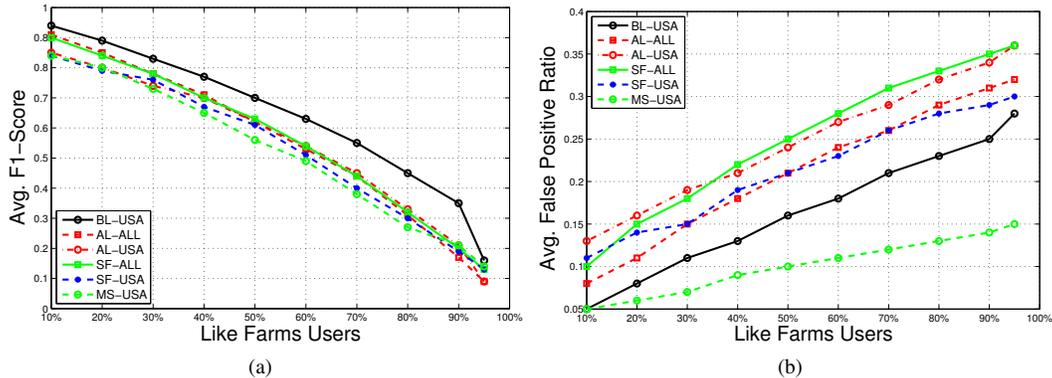 1
0.9
0.8
0.7
0.6
0.5
0.4
0.3
0.2
0.1
0
Avg. F1−Score
BL−USA
AL−ALL
AL−USA
SF−ALL
SF−USA
MS−USA
10% 20% 30% 40% 50% 60% 70% 80% 90% 100%
Like Farms Users
(a)
0.4
0.35
0.3
0.25
0.2
0.15
0.1
0.05
Avg. False Positive Ratio
BL−USA
AL−ALL
AL−USA
SF−ALL
SF−USA
MS−USA
10% 20% 30% 40% 50% 60% 70% 80% 90% 100%
Like Farms Users
(b)